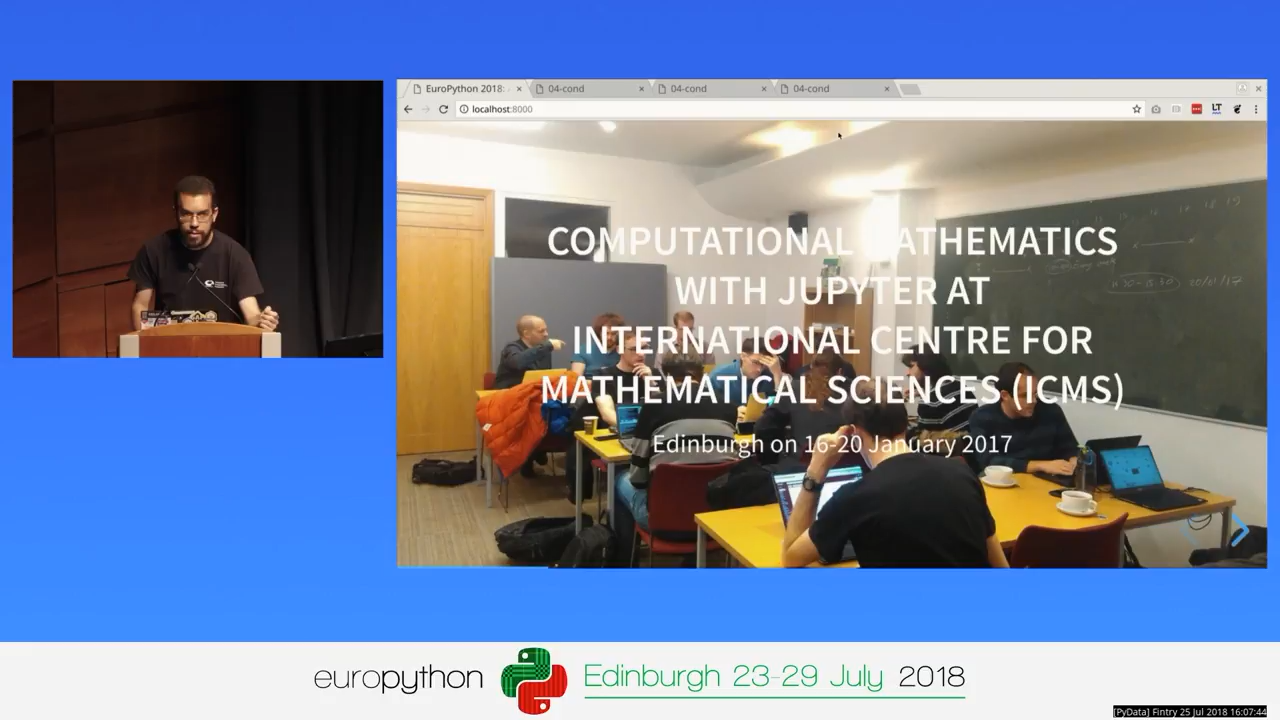 EuroPython 2018:
04-cond
04-cond
04-cond
localhost:8000
LT
COMPUTATIONAL MATHEMATICS
WITH JUPYTER AT
INTERNATIONAL CENTRE FOR
MATHEMATICAL SCIENCES (ICMS)
Edinburgh on 16-20 January 2017
europython
Edinburgh 23-29 July 2018
[PyData] Fintry 25 Jul 2018 16:07:44